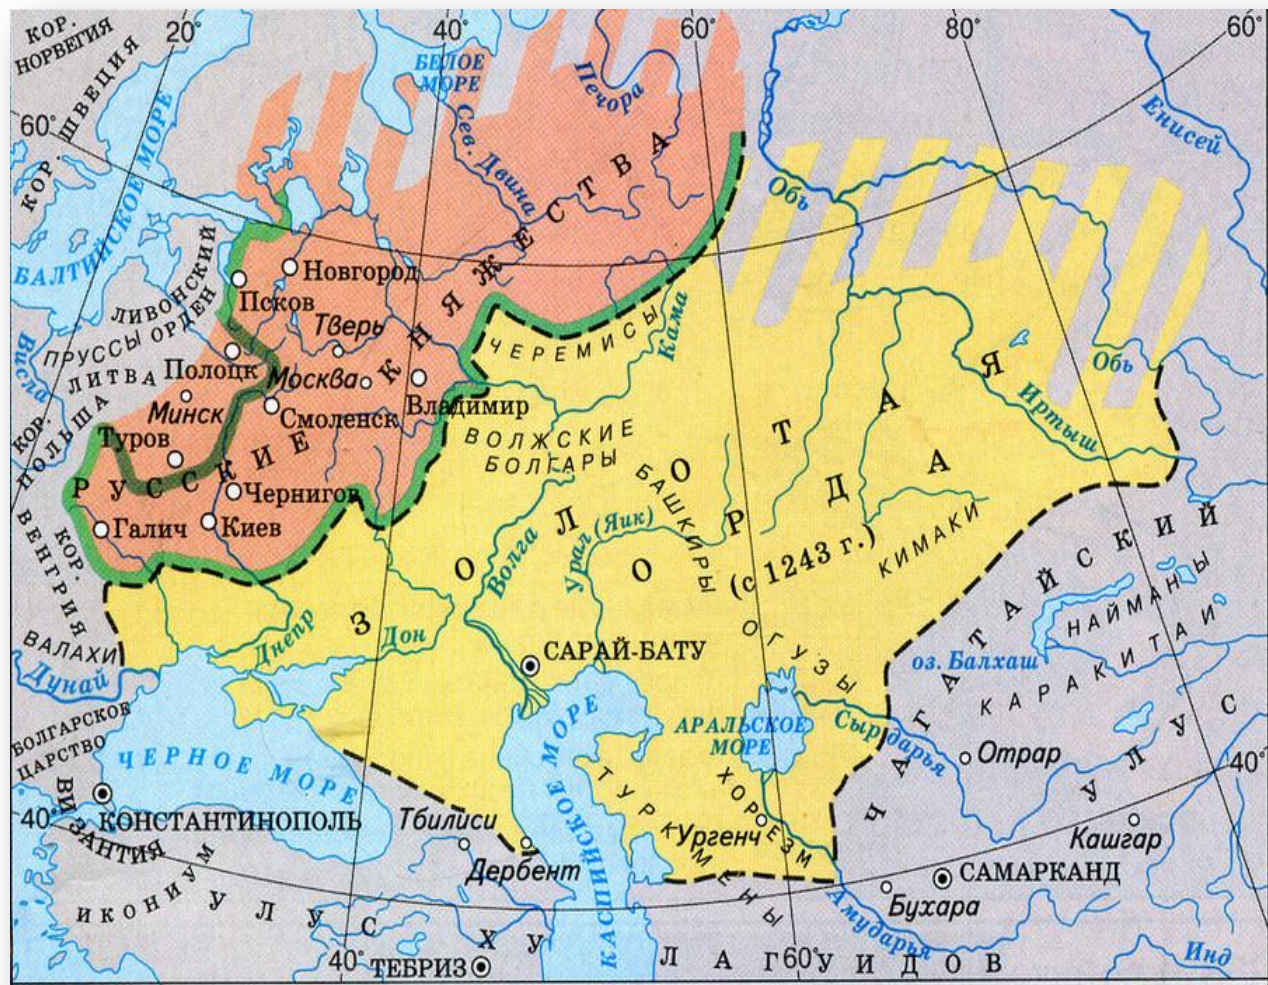 КОР.
НОРВЕГИЯ
20°
40°
60°
80°
60°
КОР. ШВЕЦИЯ
60°
БЕЛОЕ
МОРЕ
Печора
Сев. Двина
Енисей
Обь
БАЛТИЙСКОЕ МОРЕ
РУССКИЕ КНЯЖЕСТВА
Новгород
Псков
ЛИВОНСКИЙ
ОРДЕН
ПРУССЫ
ЛИТВА
Висла
Тверь
Полоцк
Москва
Минск
Смоленск
Владимир
КОР.
ПОЛЬША
Туров
Чернигов
Галич
Киев
ЧЕРЕМИСЫ
Кама
ВОЛЖСКИЕ
БОЛГАРЫ
БАШКИРЫ
Обь
Иртыш
ЗОЛОТАЯ
ОРДА
(с 1243 г.)
КИМАКИ
Волга
Урал (Яик)
КОР.
ВЕНГРИЯ
ВАЛАХИ
Дунай
Днепр
Дон
САРАЙ-БАТУ
ОГУЗЫ
оз. Балхаш
НАЙМАНЫ
КАРАКИТАИ
ЧАГАТАЙСКИЙ
УЛУС
БОЛГАРСКОЕ
ЦАРСТВО
ЧЕРНОЕ МОРЕ
АРАЛЬСКОЕ
МОРЕ
Сырдарья
Отрар
40°
КАСПИЙСКОЕ МОРЕ
ТУРКМЕНЫ
ХОРЕЗМ
Ургенч
ВИЗАНТИЯ
КОНСТАНТИНОПОЛЬ
40°
Тбилиси
Дербент
Кашгар
САМАРКАНД
Бухара
Амударья
ИКОНИУМ
УЛУС ХУЛАГУИДОВ
40°
ТЕБРИЗ
60°
Инд